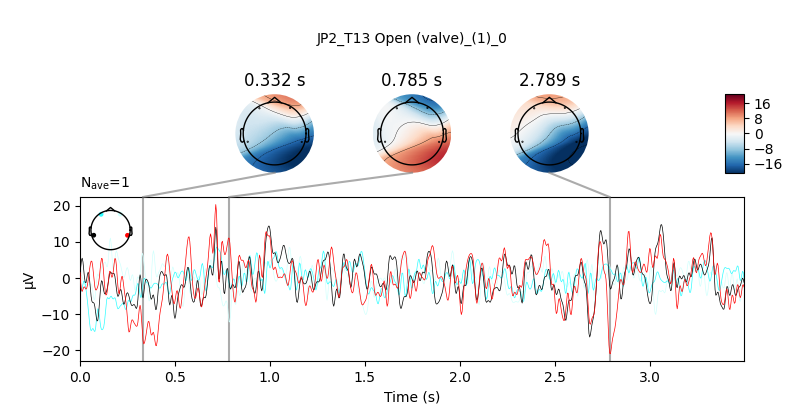 JP2_T13 Open (valve)_(1)_0
0.332 s 0.785 s 2.789 s
16
8
0
−8
−16
Nave=1
20
10
0
−10
−20
µV
0.0 0.5 1.0 1.5 2.0 2.5 3.0
Time (s)